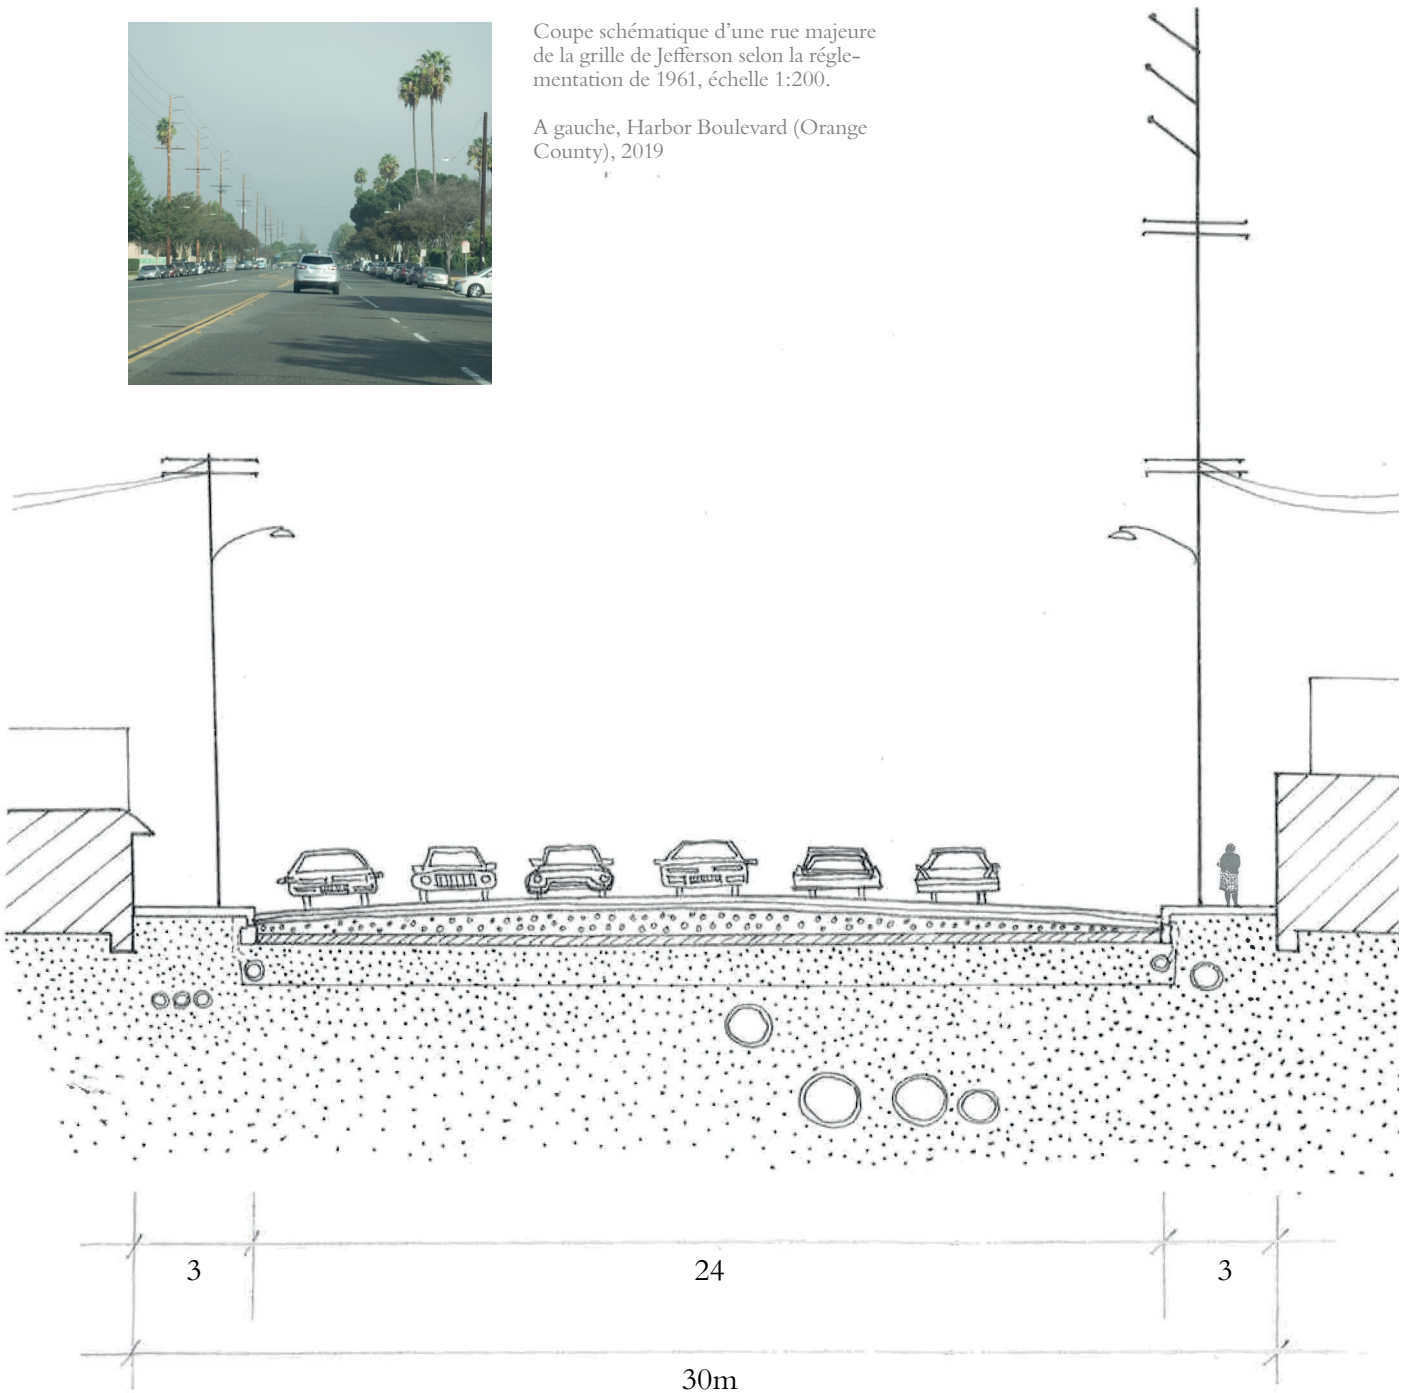 Coupe schématique d'une rue majeure
de la grille de Jefferson selon la régle-
mentation de 1961, échelle 1:200.
A gauche, Harbor Boulevard (Orange
County), 2019
3
24
3
30m